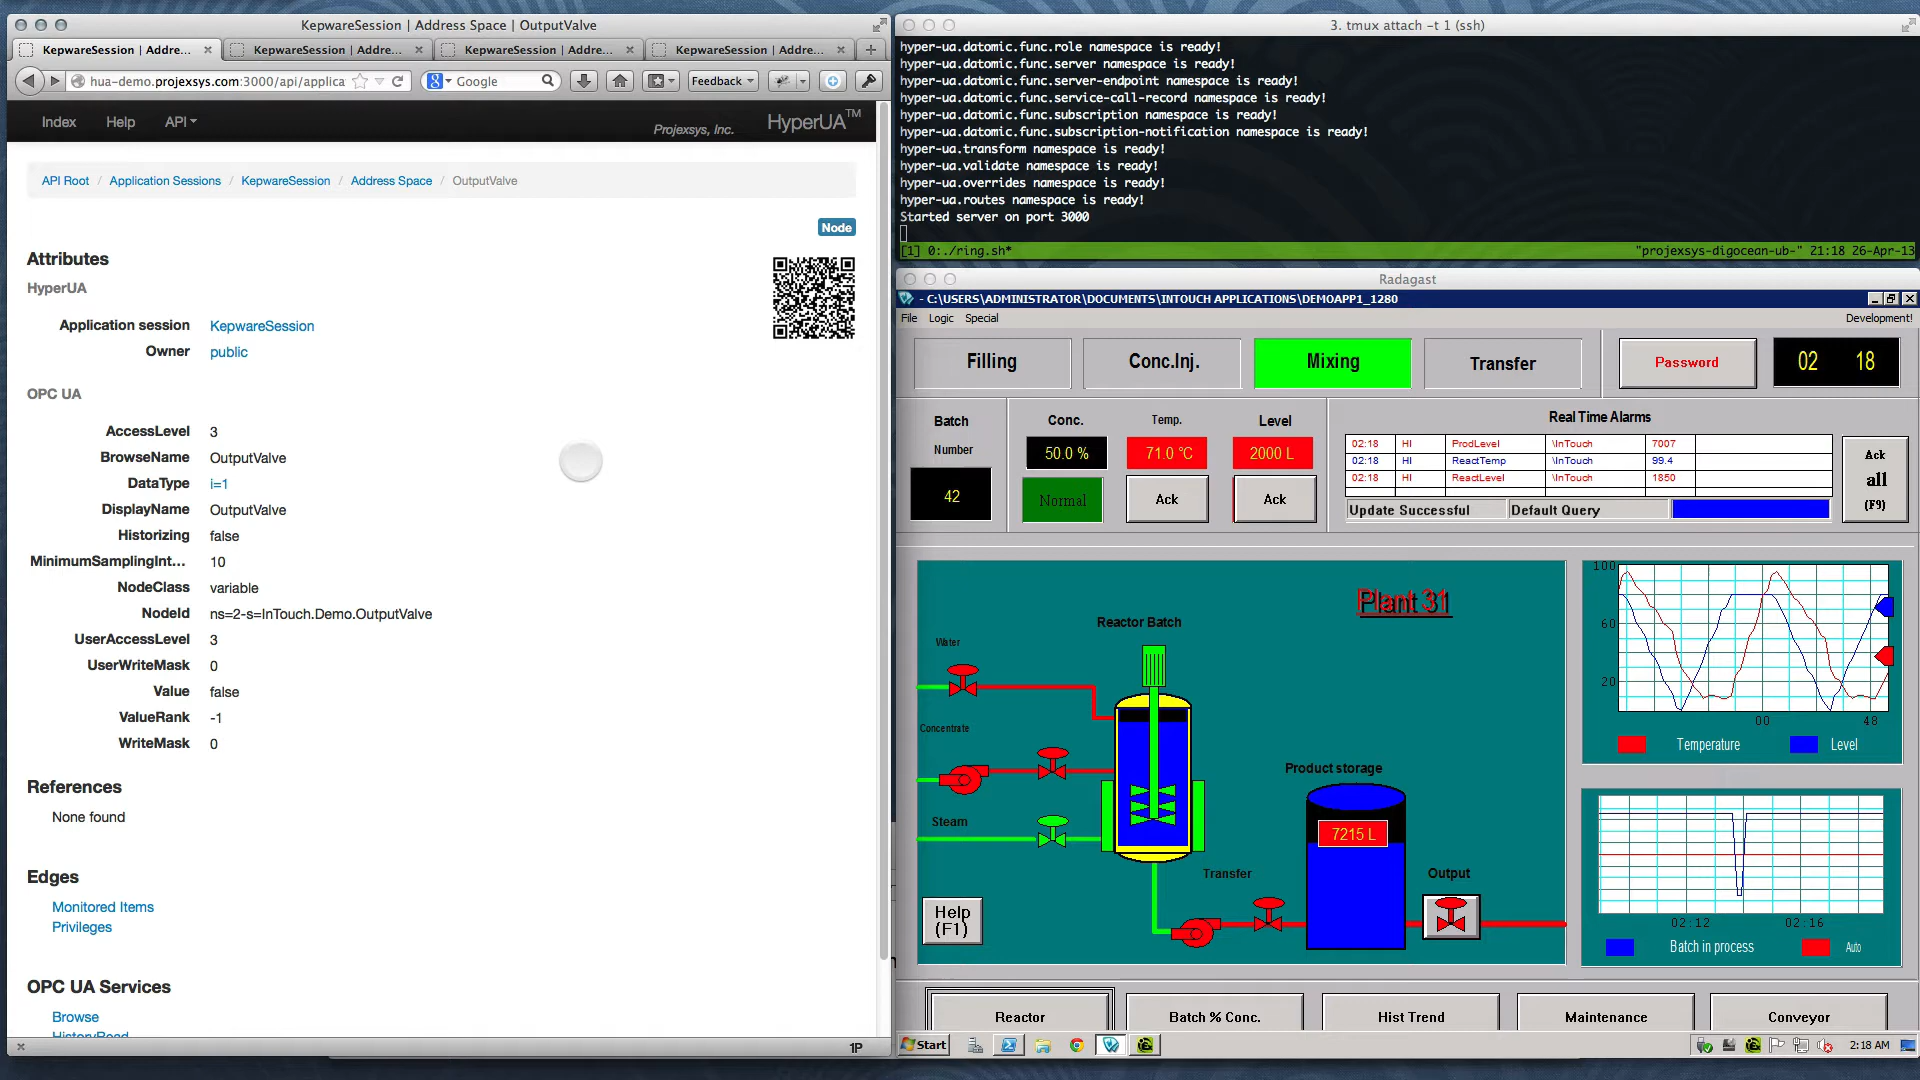 KepwareSession | Address Space | OutputValve
KepwareSession | Addre...
KepwareSession | Addre...
KepwareSession | Addre...
KepwareSession | Addre...
hua-demo.projexsys.com:3000/api/applica
Google
Feedback
Index
Help
API
Projexsys, Inc.
HyperUA™
API Root / Application Sessions / KepwareSession / Address Space / OutputValve
Node
Attributes
HyperUA
Application session KepwareSession
Owner public
OPC UA
AccessLevel 3
BrowseName OutputValve
DataType i=1
DisplayName OutputValve
Historizing false
MinimumSamplingInt... 10
NodeClass variable
NodeId ns=2-s=InTouch.Demo.OutputValve
UserAccessLevel 3
UserWriteMask 0
Value false
ValueRank -1
WriteMask 0
References
None found
Edges
Monitored Items
Privileges
OPC UA Services
Browse
HistoryRead
1P
3. tmux attach -t 1 (ssh)
hyper-ua.datomic.func.role namespace is ready!
hyper-ua.datomic.func.server namespace is ready!
hyper-ua.datomic.func.server-endpoint namespace is ready!
hyper-ua.datomic.func.service-call-record namespace is ready!
hyper-ua.datomic.func.subscription namespace is ready!
hyper-ua.datomic.func.subscription-notification namespace is ready!
hyper-ua.transform namespace is ready!
hyper-ua.validate namespace is ready!
hyper-ua.overrides namespace is ready!
hyper-ua.routes namespace is ready!
Started server on port 3000
[1] 0:./ring.sh* "projexsys-digocean-ub-" 21:18 26-Apr-13
Radagast
- C:\USERS\ADMINISTRATOR\DOCUMENTS\INTOUCH APPLICATIONS\DEMOAPP1_1280
File Logic Special Development!
Filling
Conc.Inj.
Mixing
Transfer
Password
02 18
Batch
Number
42
Conc.
50.0 %
Normal
Temp.
71.0 °C
Ack
Level
2000 L
Ack
Real Time Alarms
02:18 HI ProdLevel \InTouch 7007
02:18 HI ReactTemp \InTouch 99.4
02:18 HI ReactLevel \InTouch 1850
Update Successful Default Query
Ack
all
(F9)
Plant 31
Reactor Batch
Water
Concentrate
Steam
Product storage
7215 L
Transfer
Output
Help
(F1)
100
60
20
00 48
Temperature Level
02:12 02:16
Batch in process Auto
Reactor
Batch % Conc.
Hist Trend
Maintenance
Conveyor
Start
2:18 AM